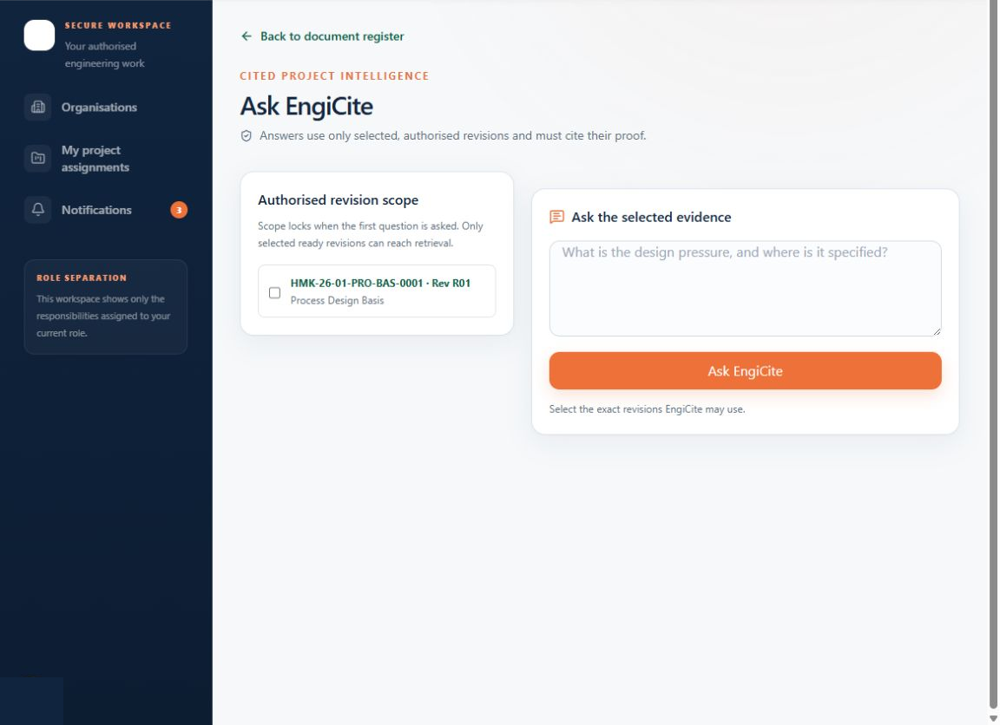 SECURE WORKSPACE
Your authorised
engineering work
Organisations
My project
assignments
Notifications
3
ROLE SEPARATION
This workspace shows only the
responsibilities assigned to your
current role.
Back to document register
CITED PROJECT INTELLIGENCE
Ask EngiCite
Answers use only selected, authorised revisions and must cite their proof.
Authorised revision scope
Scope locks when the first question is asked. Only
selected ready revisions can reach retrieval.
HMK-26-01-PRO-BAS-0001 · Rev R01
Process Design Basis
Ask the selected evidence
What is the design pressure, and where is it specified?
Ask EngiCite
Select the exact revisions EngiCite may use.